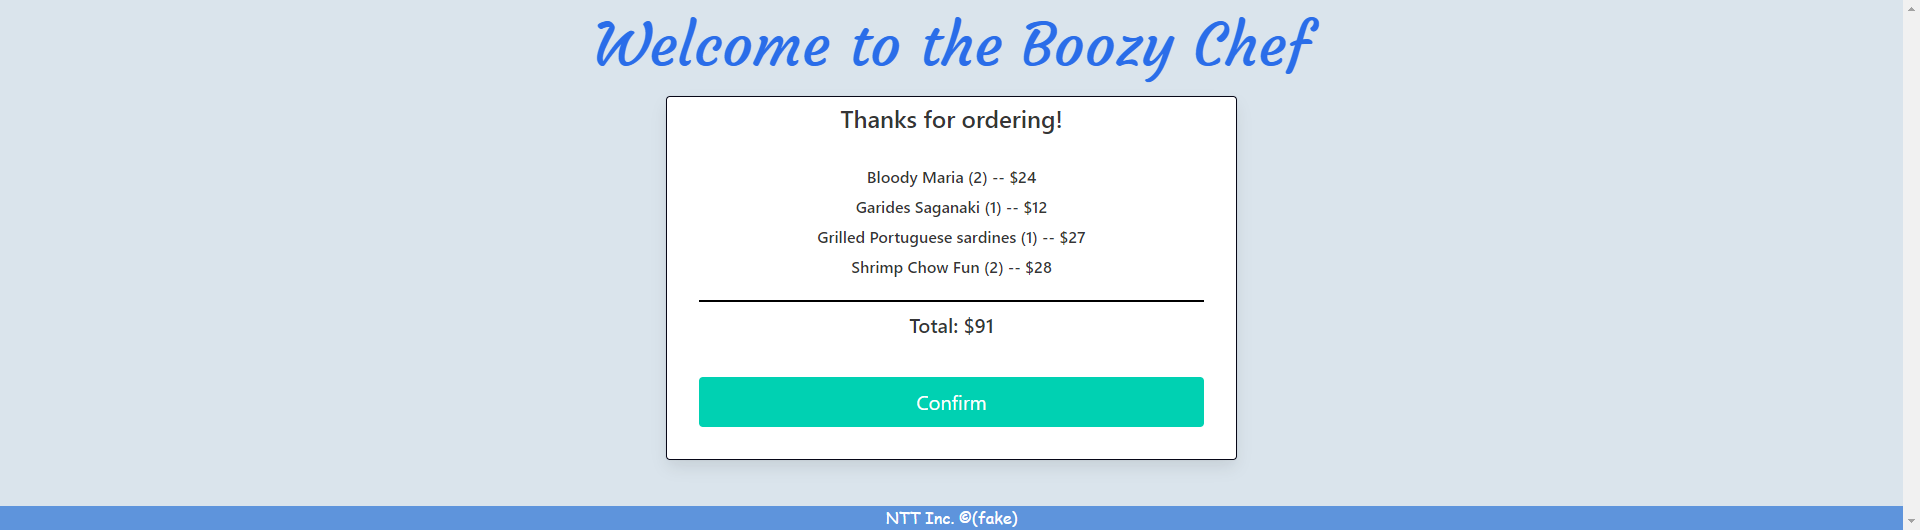 Welcome to the Boozy Chef
Thanks for ordering!
Bloody Maria (2) -- $24
Garides Saganaki (1) -- $12
Grilled Portuguese sardines (1) -- $27
Shrimp Chow Fun (2) -- $28
Total: $91
Confirm
NTT Inc. ©(fake)